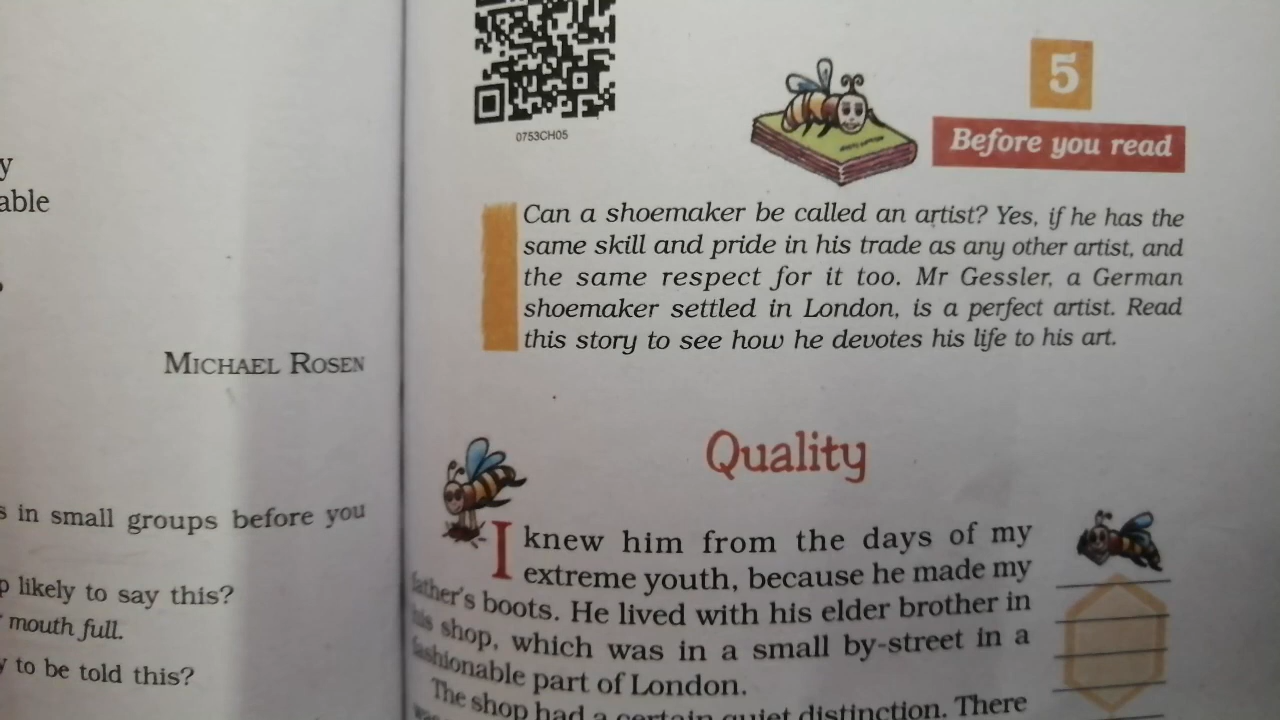 y
able
MICHAEL ROSEN
s in small groups before you
p likely to say this?
mouth full.
y to be told this?
0753CH05
5
Before you read
Can a shoemaker be called an artist? Yes, if he has the
same skill and pride in his trade as any other artist, and
the same respect for it too. Mr Gessler, a German
shoemaker settled in London, is a perfect artist. Read
this story to see how he devotes his life to his art.
Quality
I knew him from the days of my
extreme youth, because he made my
father's boots. He lived with his elder brother in
his shop, which was in a small by-street in a
fashionable part of London.
The shop had a certain quiet distinction. There